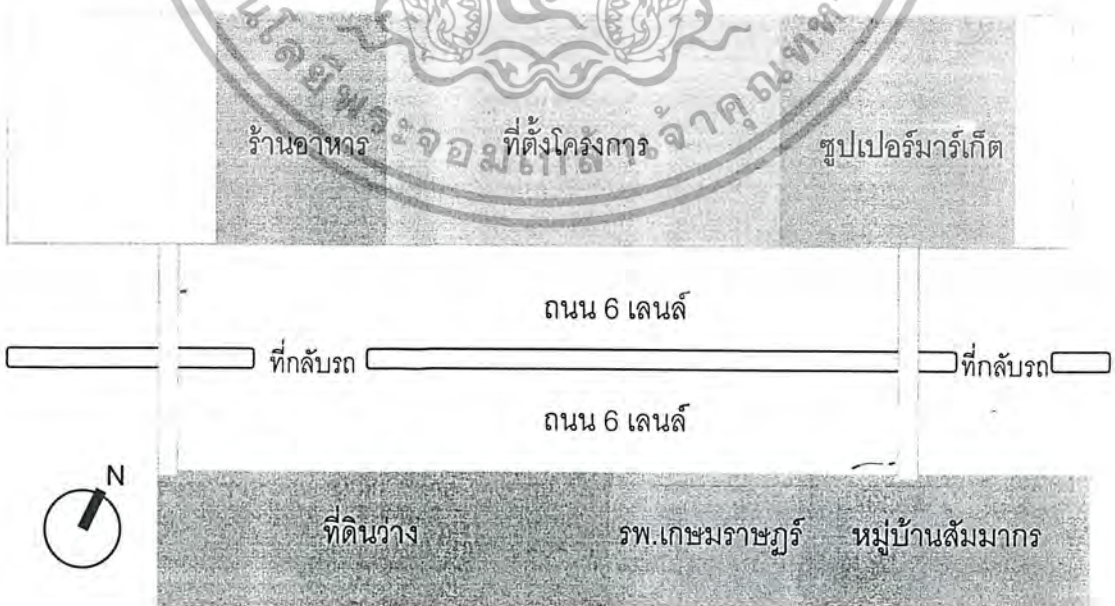 ร้านอาหาร ที่ตั้งโครงการ ซูปเปอร์มาร์เก็ต
ถนน 6 เลนล์
ที่กลับรถ ที่กลับรถ
ถนน 6 เลนล์
N
ที่ดินว่าง รพ.เกษมราษฎร์ หมู่บ้านสัมมากร